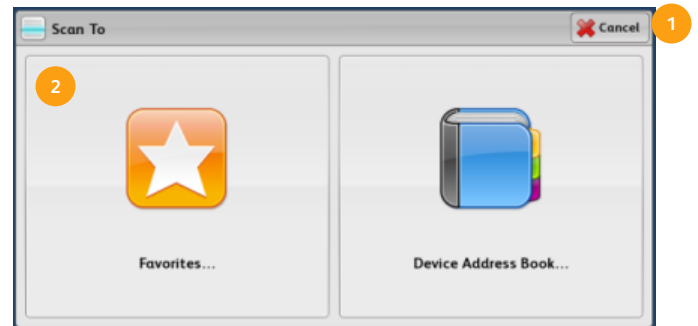 Scan To
Cancel
1
2
Favorites...
Device Address Book...